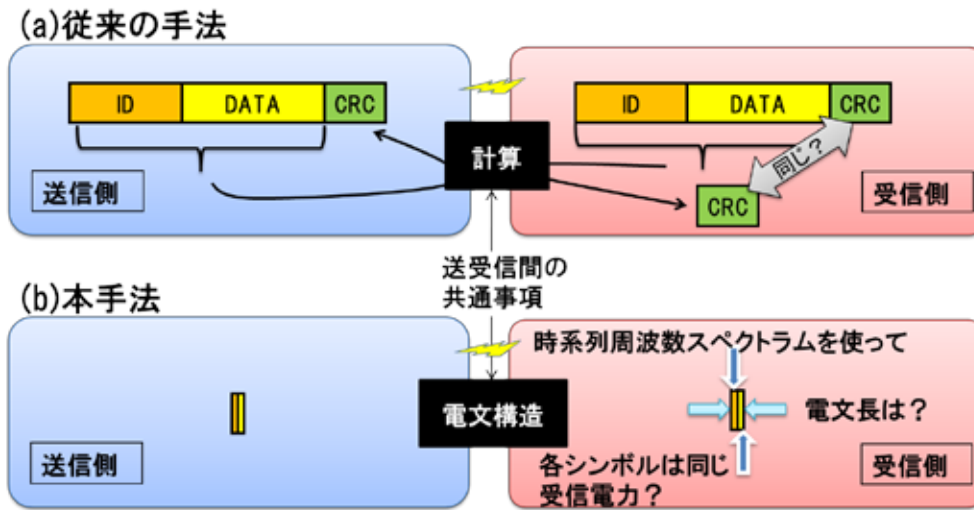 (a)従来の手法
ID DATA CRC
ID DATA CRC
計算
同じ?
CRC
送信側
受信側
送受信間の
共通事項
(b)本手法
時系列周波数スペクトラムを使って
電文構造
電文長は?
送信側
各シンボルは同じ
受信電力?
受信側